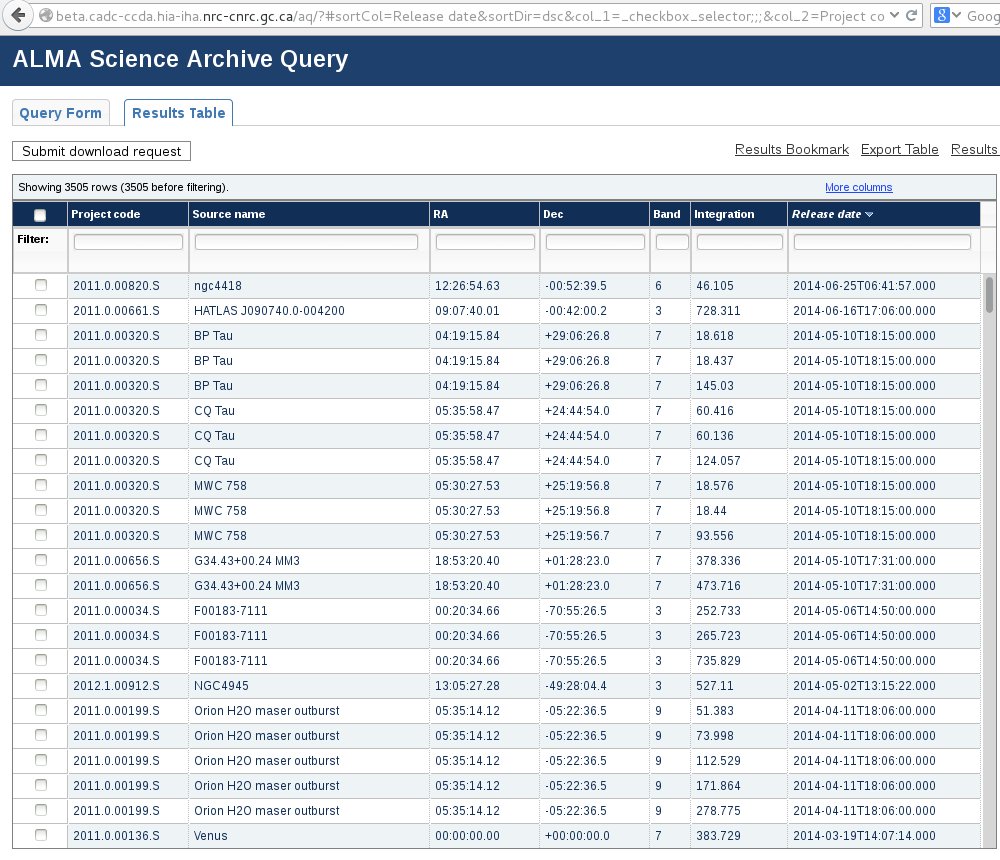 beta.cadc-ccda.hia-iha.nrc-cnrc.gc.ca/aq/?#sortCol=Release date&sortDir=dsc&col_1=_checkbox_selector;;;&col_2=Project co
8 Goog
ALMA Science Archive Query
Query Form Results Table
Submit download request Results Bookmark Export Table Results
Showing 3505 rows (3505 before filtering). More columns
Project code Source name RA Dec Band Integration Release date
Filter:
2011.0.00820.S ngc4418 12:26:54.63 -00:52:39.5 6 46.105 2014-06-25T06:41:57.000
2011.0.00661.S HATLAS J090740.0-004200 09:07:40.01 -00:42:00.2 3 728.311 2014-06-16T17:06:00.000
2011.0.00320.S BP Tau 04:19:15.84 +29:06:26.8 7 18.618 2014-05-10T18:15:00.000
2011.0.00320.S BP Tau 04:19:15.84 +29:06:26.8 7 18.437 2014-05-10T18:15:00.000
2011.0.00320.S BP Tau 04:19:15.84 +29:06:26.8 7 145.03 2014-05-10T18:15:00.000
2011.0.00320.S CQ Tau 05:35:58.47 +24:44:54.0 7 60.416 2014-05-10T18:15:00.000
2011.0.00320.S CQ Tau 05:35:58.47 +24:44:54.0 7 60.136 2014-05-10T18:15:00.000
2011.0.00320.S CQ Tau 05:35:58.47 +24:44:54.0 7 124.057 2014-05-10T18:15:00.000
2011.0.00320.S MWC 758 05:30:27.53 +25:19:56.8 7 18.576 2014-05-10T18:15:00.000
2011.0.00320.S MWC 758 05:30:27.53 +25:19:56.8 7 18.44 2014-05-10T18:15:00.000
2011.0.00320.S MWC 758 05:30:27.53 +25:19:56.7 7 93.556 2014-05-10T18:15:00.000
2011.0.00656.S G34.43+00.24 MM3 18:53:20.40 +01:28:23.0 7 378.336 2014-05-10T17:31:00.000
2011.0.00656.S G34.43+00.24 MM3 18:53:20.40 +01:28:23.0 7 473.716 2014-05-10T17:31:00.000
2011.0.00034.S F00183-7111 00:20:34.66 -70:55:26.5 3 252.733 2014-05-06T14:50:00.000
2011.0.00034.S F00183-7111 00:20:34.66 -70:55:26.5 3 265.723 2014-05-06T14:50:00.000
2011.0.00034.S F00183-7111 00:20:34.66 -70:55:26.5 3 735.829 2014-05-06T14:50:00.000
2012.1.00912.S NGC4945 13:05:27.28 -49:28:04.4 3 527.11 2014-05-02T13:15:22.000
2011.0.00199.S Orion H2O maser outburst 05:35:14.12 -05:22:36.5 9 51.383 2014-04-11T18:06:00.000
2011.0.00199.S Orion H2O maser outburst 05:35:14.12 -05:22:36.5 9 73.998 2014-04-11T18:06:00.000
2011.0.00199.S Orion H2O maser outburst 05:35:14.12 -05:22:36.5 9 112.529 2014-04-11T18:06:00.000
2011.0.00199.S Orion H2O maser outburst 05:35:14.12 -05:22:36.5 9 171.864 2014-04-11T18:06:00.000
2011.0.00199.S Orion H2O maser outburst 05:35:14.12 -05:22:36.5 9 278.775 2014-04-11T18:06:00.000
2011.0.00136.S Venus 00:00:00.00 +00:00:00.0 7 383.729 2014-03-19T14:07:14.000